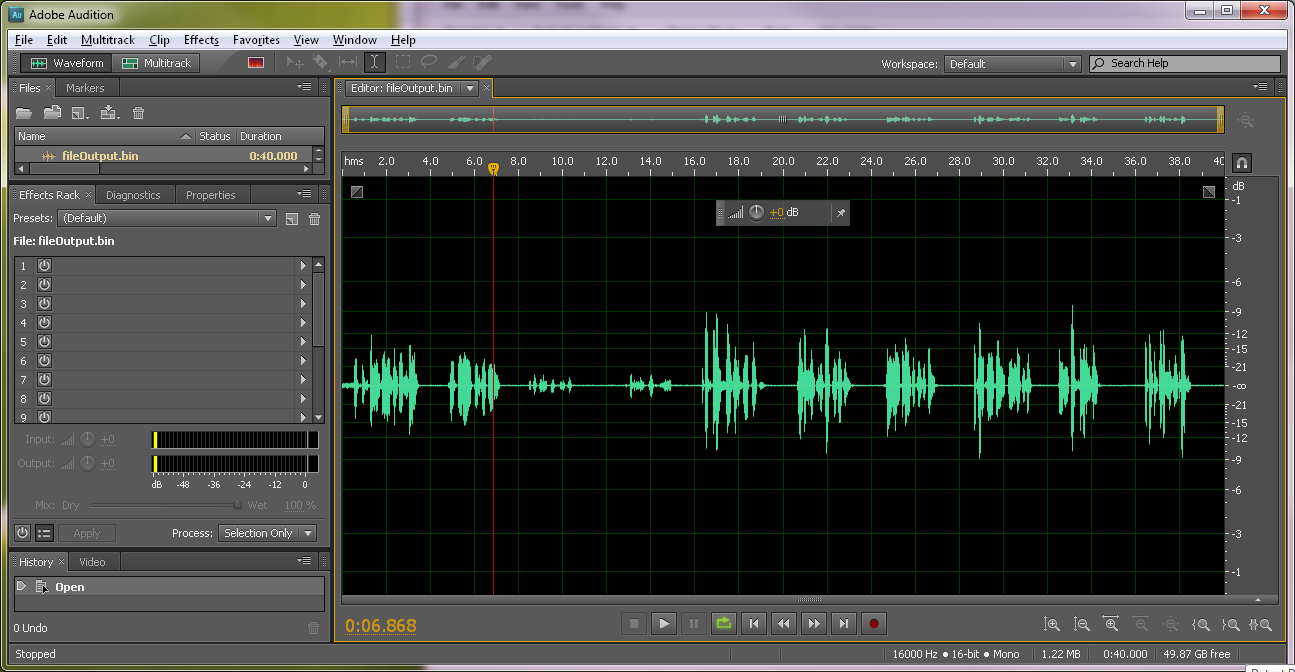 Au Adobe Audition
File Edit Multitrack Clip Effects Favorites View Window Help
Waveform Multitrack Workspace: Default Search Help
Files Markers
Name Status Duration
fileOutput.bin 0:40.000
Effects Rack Diagnostics Properties
Presets: (Default)
File: fileOutput.bin
1
2
3
4
5
6
7
8
9
Input: +0
Output: +0
dB -48 -36 -24 -12 0
Mix: Dry Wet 100 %
Apply Process: Selection Only
History Video
Open
0 Undo
Stopped
Editor: fileOutput.bin
hms 2.0 4.0 6.0 8.0 10.0 12.0 14.0 16.0 18.0 20.0 22.0 24.0 26.0 28.0 30.0 32.0 34.0 36.0 38.0 40
+0 dB
dB
-1
-3
-6
-9
-12
-15
-21
-∞
-21
-15
-12
-9
-6
-3
-1
0:06.868
16000 Hz • 16-bit • Mono 1.22 MB 0:40.000 49.87 GB free